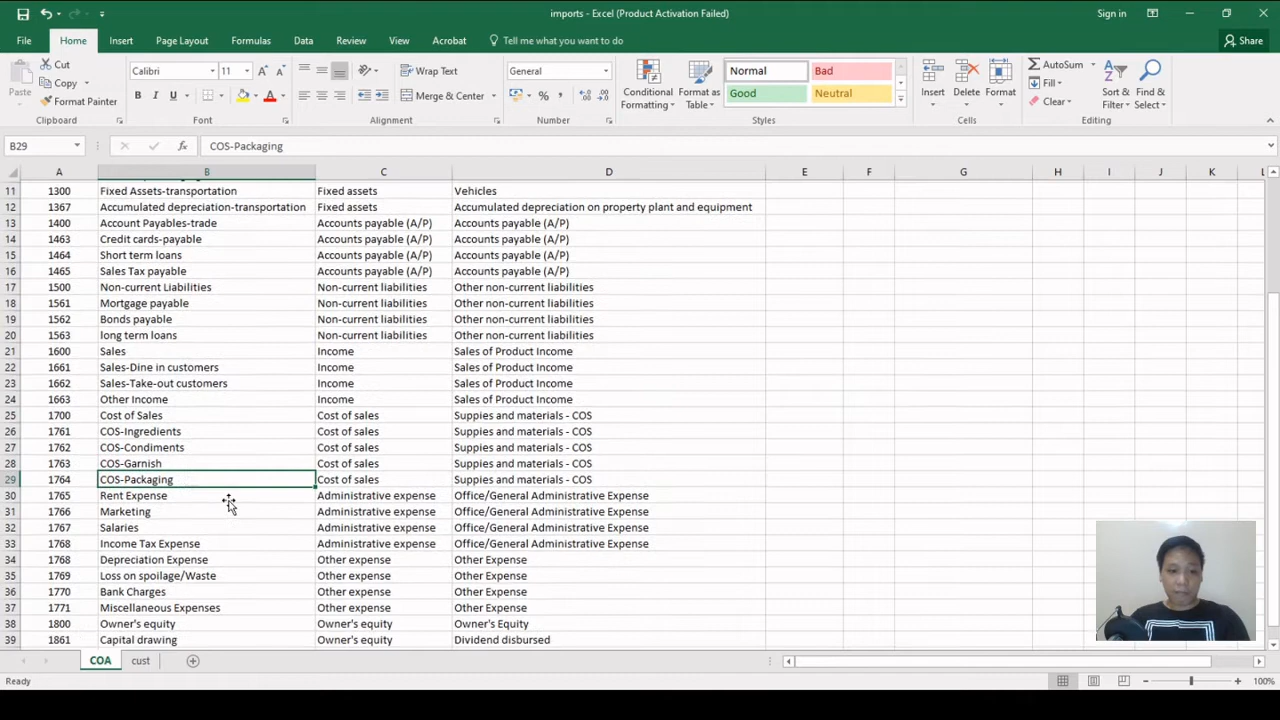 imports - Excel (Product Activation Failed)
Sign in
File Home Insert Page Layout Formulas Data Review View Acrobat Tell me what you want to do... Share
Paste
Cut
Copy
Format Painter
Clipboard
Calibri 11
B I U
Font
Wrap Text
Merge & Center
Alignment
General
Number
Conditional Formatting
Format as Table
Normal Bad
Good Neutral
Styles
Insert Delete Format
Cells
AutoSum
Fill
Clear
Sort & Filter
Find & Select
Editing
B29 COS-Packaging
A B C D E F G H I J K L
11 1300 Fixed Assets-transportation Fixed assets Vehicles
12 1367 Accumulated depreciation-transportation Fixed assets Accumulated depreciation on property plant and equipment
13 1400 Account Payables-trade Accounts payable (A/P) Accounts payable (A/P)
14 1463 Credit cards-payable Accounts payable (A/P) Accounts payable (A/P)
15 1464 Short term loans Accounts payable (A/P) Accounts payable (A/P)
16 1465 Sales Tax payable Accounts payable (A/P) Accounts payable (A/P)
17 1500 Non-current Liabilities Non-current liabilities Other non-current liabilities
18 1561 Mortgage payable Non-current liabilities Other non-current liabilities
19 1562 Bonds payable Non-current liabilities Other non-current liabilities
20 1563 long term loans Non-current liabilities Other non-current liabilities
21 1600 Sales Income Sales of Product Income
22 1661 Sales-Dine in customers Income Sales of Product Income
23 1662 Sales-Take-out customers Income Sales of Product Income
24 1663 Other Income Income Sales of Product Income
25 1700 Cost of Sales Cost of sales Suppies and materials - COS
26 1761 COS-Ingredients Cost of sales Suppies and materials - COS
27 1762 COS-Condiments Cost of sales Suppies and materials - COS
28 1763 COS-Garnish Cost of sales Suppies and materials - COS
29 1764 COS-Packaging Cost of sales Suppies and materials - COS
30 1765 Rent Expense Administrative expense Office/General Administrative Expense
31 1766 Marketing Administrative expense Office/General Administrative Expense
32 1767 Salaries Administrative expense Office/General Administrative Expense
33 1768 Income Tax Expense Administrative expense Office/General Administrative Expense
34 1768 Depreciation Expense Other expense Other Expense
35 1769 Loss on spoilage/Waste Other expense Other Expense
36 1770 Bank Charges Other expense Other Expense
37 1771 Miscellaneous Expenses Other expense Other Expense
38 1800 Owner's equity Owner's equity Owner's Equity
39 1861 Capital drawing Owner's equity Dividend disbursed
COA cust
Ready 100%